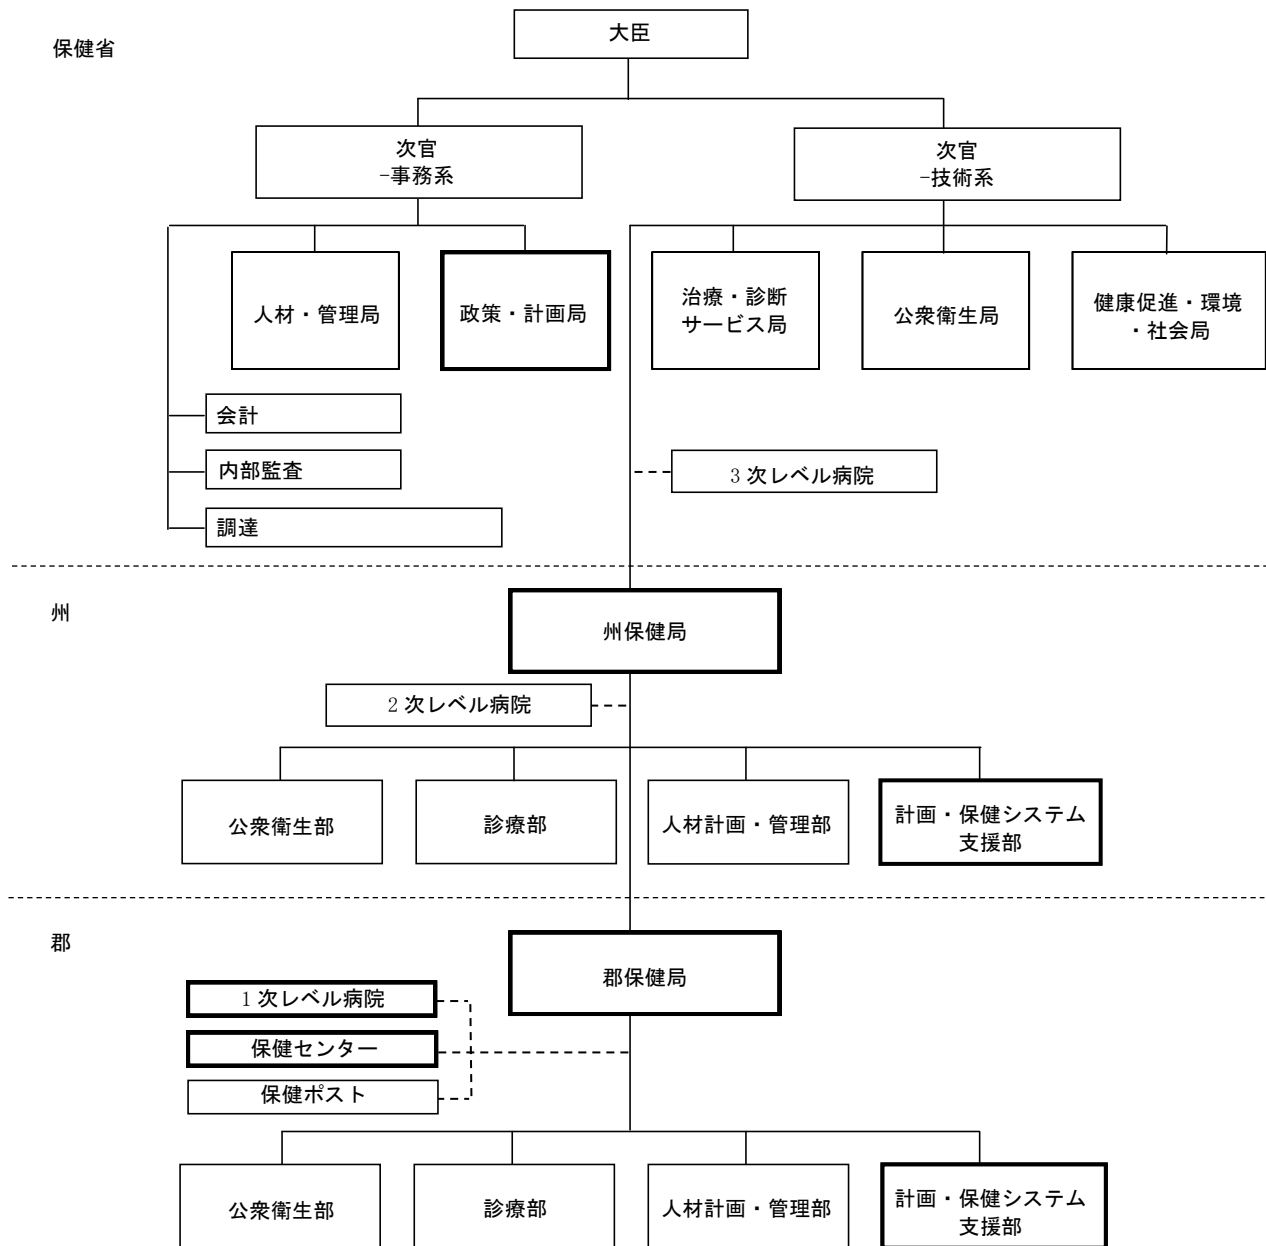 保健省
大臣
次官
-事務系
次官
-技術系
人材・管理局
政策・計画局
治療・診断
サービス局
公衆衛生局
健康促進・環境
・社会局
会計
内部監査
調達
3 次レベル病院
州
州保健局
2 次レベル病院
公衆衛生部
診療部
人材計画・管理部
計画・保健システム
支援部
郡
郡保健局
1 次レベル病院
保健センター
保健ポスト
公衆衛生部
診療部
人材計画・管理部
計画・保健システム
支援部